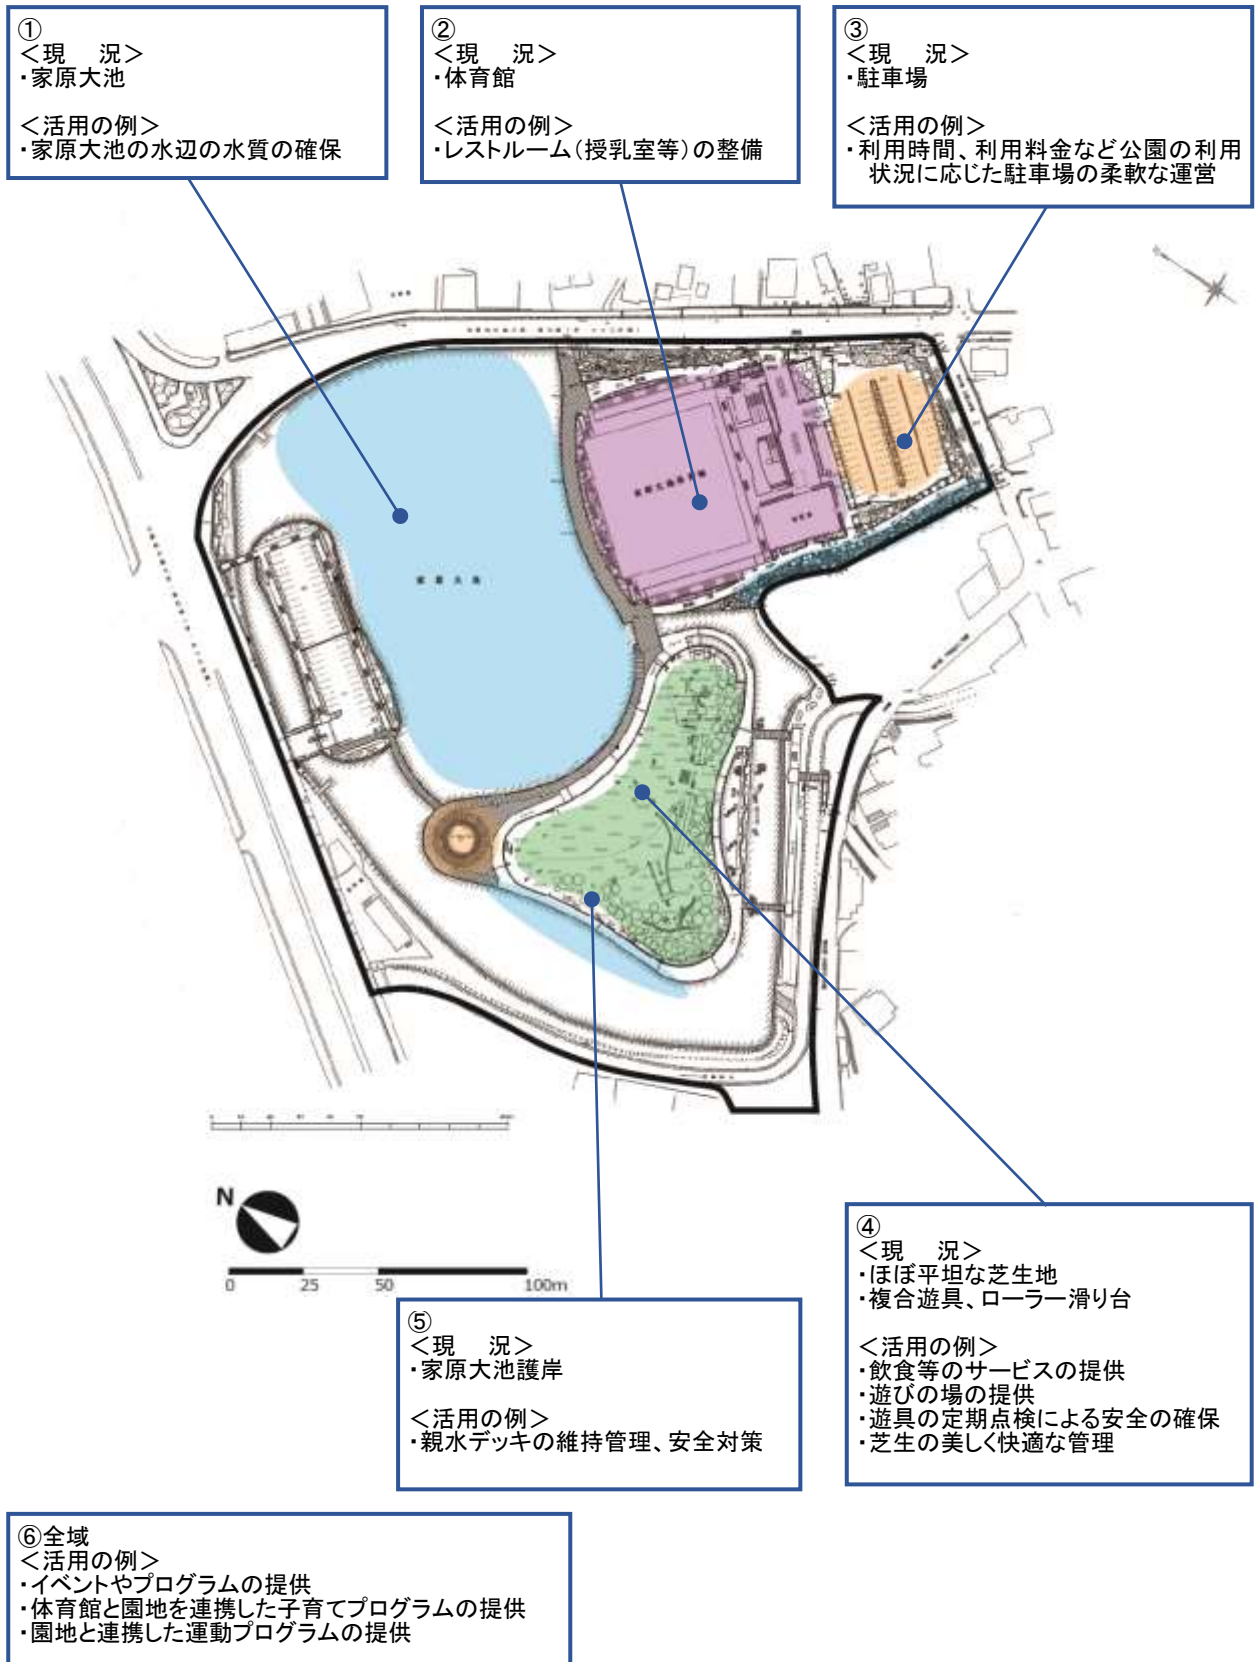 ①
＜現　況＞
・家原大池
＜活用の例＞
・家原大池の水辺の水質の確保
②
＜現　況＞
・体育館
＜活用の例＞
・レストルーム（授乳室等）の整備
③
＜現　況＞
・駐車場
＜活用の例＞
・利用時間、利用料金など公園の利用
状況に応じた駐車場の柔軟な運営
家原大池体育館
家原大池
N
0 25 50 100m
④
＜現　況＞
・ほぼ平坦な芝生地
・複合遊具、ローラー滑り台
＜活用の例＞
・飲食等のサービスの提供
・遊びの場の提供
・遊具の定期点検による安全の確保
・芝生の美しく快適な管理
⑤
＜現　況＞
・家原大池護岸
＜活用の例＞
・親水デッキの維持管理、安全対策
⑥全域
＜活用の例＞
・イベントやプログラムの提供
・体育館と園地を連携した子育てプログラムの提供
・園地と連携した運動プログラムの提供